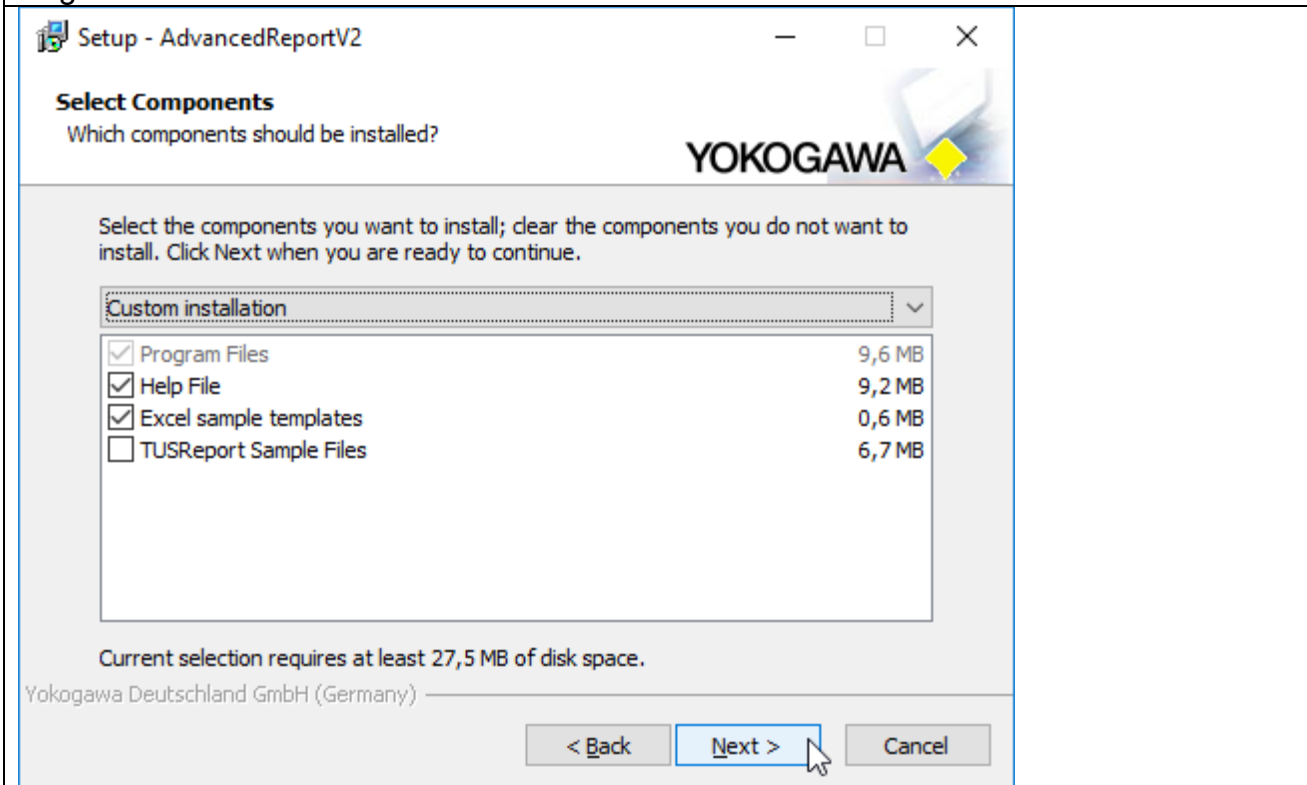 Setup - AdvancedReportV2
Select Components
Which components should be installed?
YOKOGAWA
Select the components you want to install; clear the components you do not want to
install. Click Next when you are ready to continue.
Custom installation
Program Files 9,6 MB
Help File 9,2 MB
Excel sample templates 0,6 MB
TUSReport Sample Files 6,7 MB
Current selection requires at least 27,5 MB of disk space.
Yokogawa Deutschland GmbH (Germany)
< Back Next > Cancel